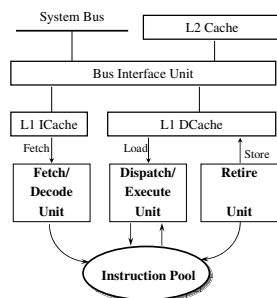 System Bus
L2 Cache
Bus Interface Unit
L1 ICache
L1 DCache
Fetch
Load
Store
Fetch/
Decode
Unit
Dispatch/
Execute
Unit
Retire
Unit
Instruction Pool